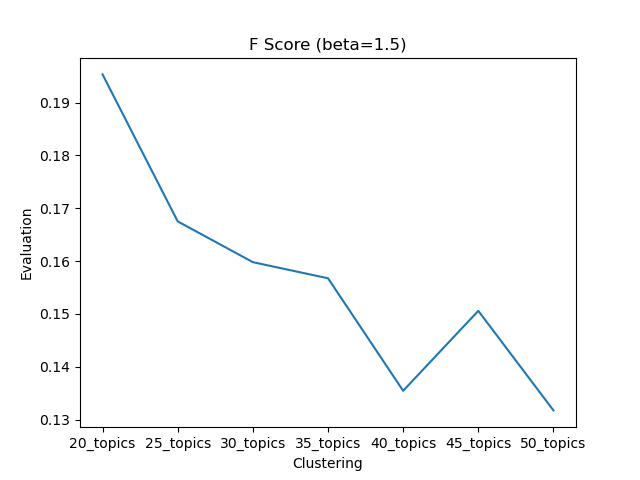 F Score (beta=1.5)
Evaluation
0.19
0.18
0.17
0.16
0.15
0.14
0.13
20_topics 25_topics 30_topics 35_topics 40_topics 45_topics 50_topics
Clustering